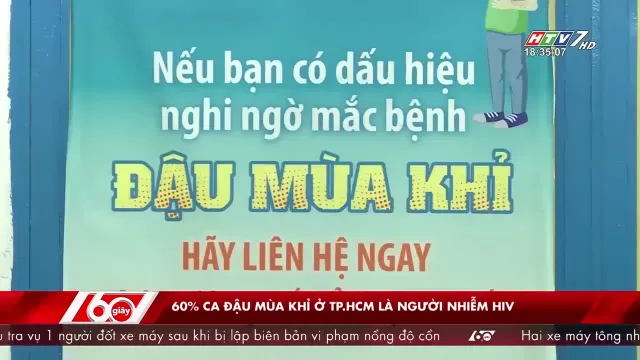 HTV7 HD
18:35:07
Nếu bạn có dấu hiệu
nghi ngờ mắc bệnh
ĐẬU MÙA KHỈ
HÃY LIÊN HỆ NGAY
60 giây
60% CA ĐẬU MÙA KHỈ Ở TP.HCM LÀ NGƯỜI NHIỄM HIV
tra vụ 1 người đốt xe máy sau khi bị lập biên bản vi phạm nồng độ cồn 60 Hai xe máy tông nhau